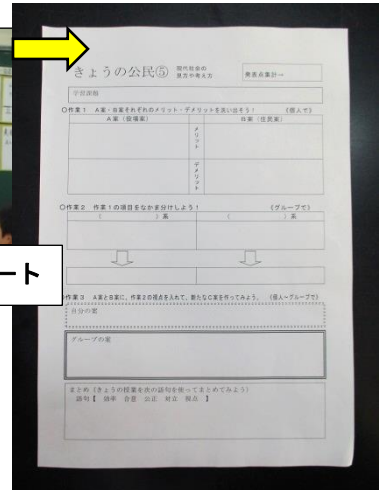 きょうの公民⑤ 現代社会の見方や考え方
発表点集計→
学習課題
○作業1 A案・B案それぞれのメリット・デメリットを洗い出そう! 《個人で》
A案(役場案) B案(住民案)
メリット
デメリット
○作業2 作業1の項目をなかま分けしよう! 《グループで》
( )系 ( )系
ート
○作業3 A案とB案に、作業2の視点を入れて、新たなC案を作ってみよう。 《個人→グループで》
自分の案
グループの案
まとめ(きょうの授業を次の語句を使ってまとめてみよう)
語句【 効率 合意 公正 対立 視点 】